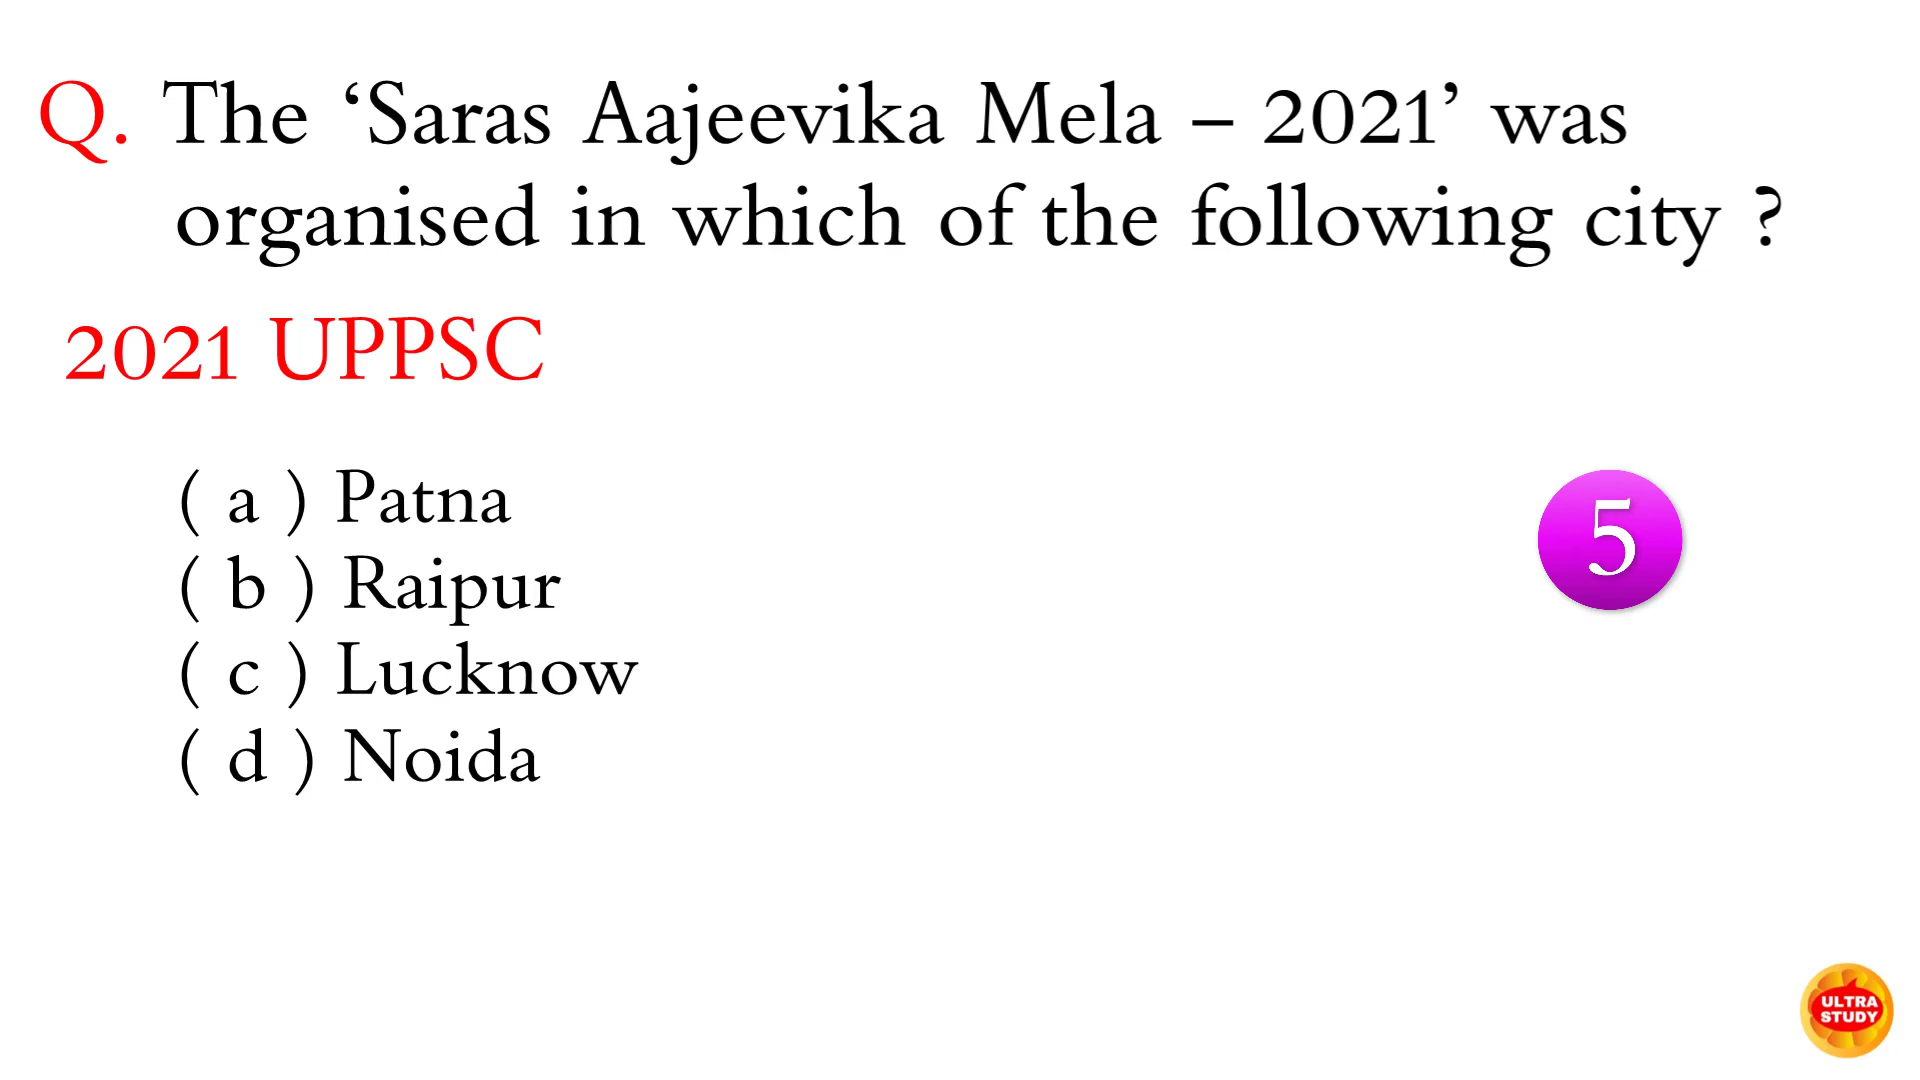 Q. The ‘Saras Aajeevika Mela – 2021’ was
organised in which of the following city ?
2021 UPPSC
( a ) Patna
( b ) Raipur
( c ) Lucknow
( d ) Noida
5
ULTRA
STUDY